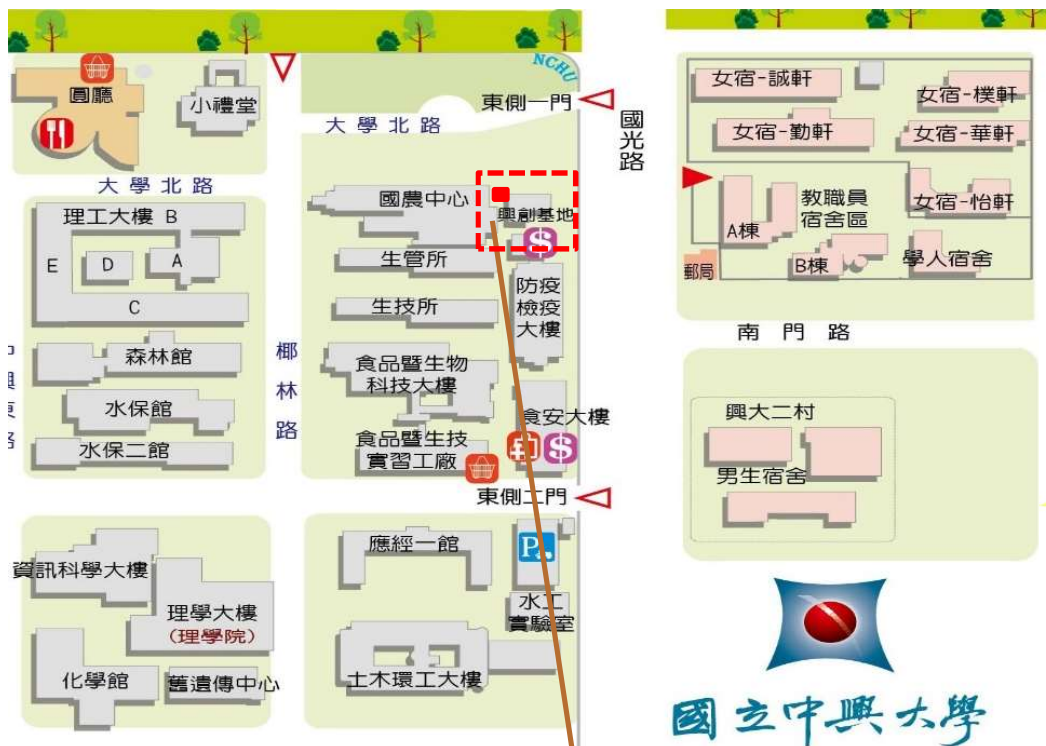 圓廳
小禮堂
NCHU
東側一門
大學北路
國光路
女宿-誠軒
女宿-樸軒
女宿-勤軒
女宿-華軒
大學北路
國農中心
興創基地
$
理工大樓 B
E
D
A
C
生管所
生技所
防疫
檢疫
大樓
A棟
教職員
宿舍區
女宿-怡軒
郵局
B棟
學人宿舍
南門路
中興東路
森林館
水保館
水保二館
椰林路
食品暨生物
科技大樓
食安大樓
$
食品暨生技
實習工廠
東側二門
興大二村
男生宿舍
資訊科學大樓
理學大樓
(理學院)
化學館
舊遺傳中心
應經一館
P
水工
實驗室
土木環工大樓
國立中興大學